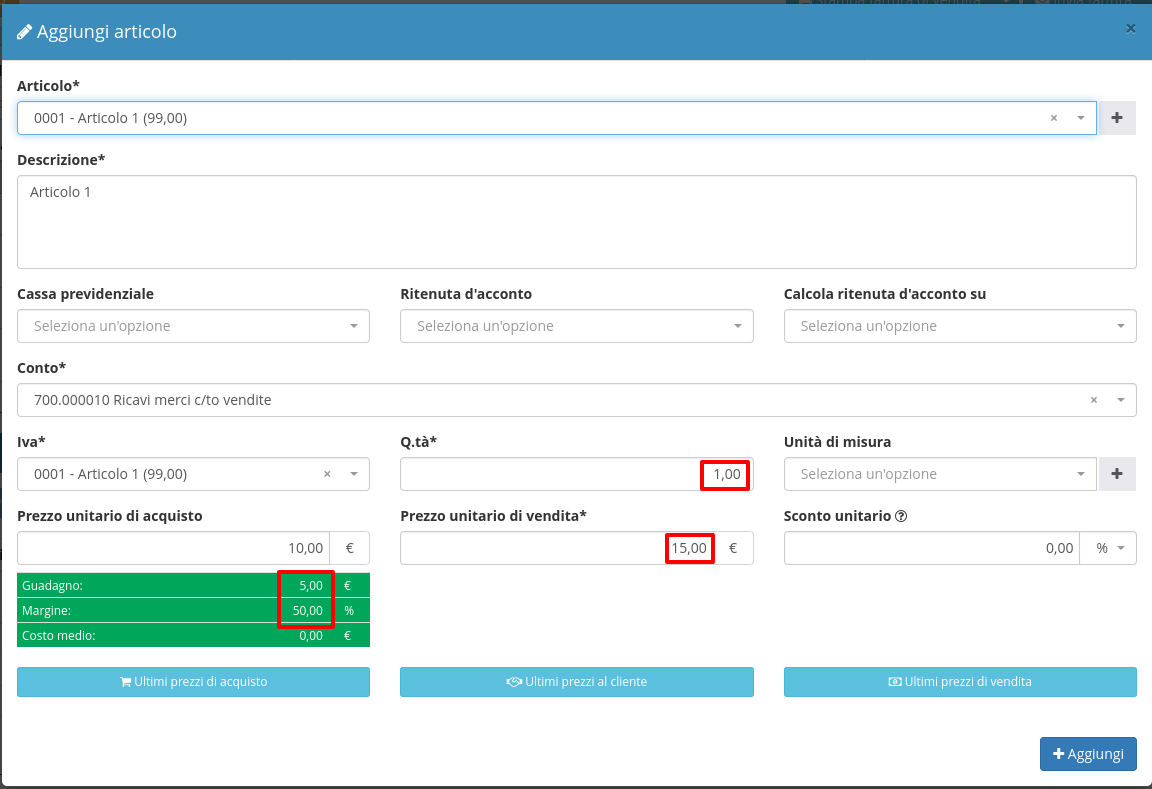 Aggiungi articolo ×
Articolo*
0001 - Articolo 1 (99,00) ×
Descrizione*
Articolo 1
Cassa previdenziale Ritenuta d'acconto Calcola ritenuta d'acconto su
Seleziona un'opzione Seleziona un'opzione Seleziona un'opzione
Conto*
700.000010 Ricavi merci c/to vendite ×
Iva* Q.tà* Unità di misura
0001 - Articolo 1 (99,00) × 1,00 Seleziona un'opzione
Prezzo unitario di acquisto Prezzo unitario di vendita* Sconto unitario
10,00 € 15,00 € 0,00 %
Guadagno: 5,00 €
Margine: 50,00 %
Costo medio: 0,00 €
Ultimi prezzi di acquisto Ultimi prezzi al cliente Ultimi prezzi di vendita
Aggiungi